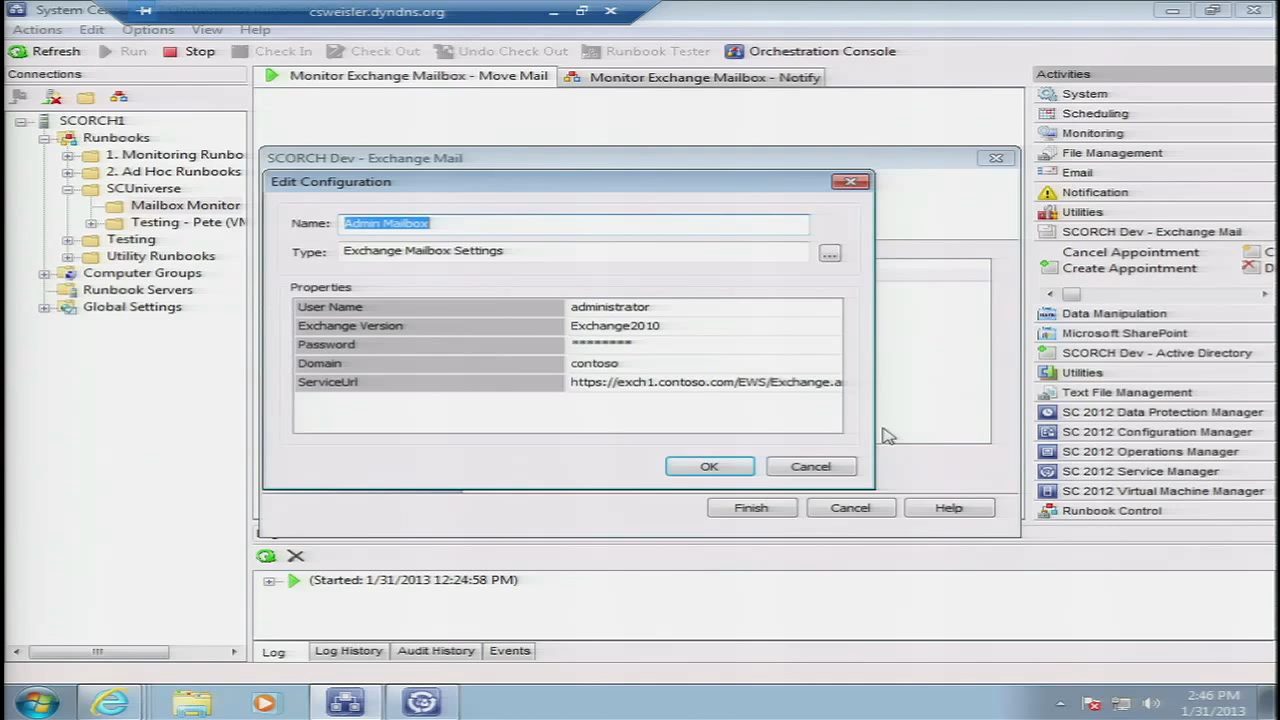 System Cen
csweisler.dyndns.org
Actions Edit Options View Help
Refresh Run Stop Check In Check Out Undo Check Out Runbook Tester Orchestration Console
Connections
Monitor Exchange Mailbox - Move Mail
Monitor Exchange Mailbox - Notify
SCORCH1
Runbooks
1. Monitoring Runbo
2. Ad Hoc Runbooks
SCUniverse
Mailbox Monitor
Testing - Pete (VM
Testing
Utility Runbooks
Computer Groups
Runbook Servers
Global Settings
SCORCH Dev - Exchange Mail
Edit Configuration
Name: Admin Mailbox
Type: Exchange Mailbox Settings ...
Properties
User Name administrator
Exchange Version Exchange2010
Password ********
Domain contoso
ServiceUrl https://exch1.contoso.com/EWS/Exchange.a
OK Cancel
Finish Cancel Help
(Started: 1/31/2013 12:24:58 PM)
Log Log History Audit History Events
Activities
System
Scheduling
Monitoring
File Management
Email
Notification
Utilities
SCORCH Dev - Exchange Mail
Cancel Appointment C
Create Appointment D
Data Manipulation
Microsoft SharePoint
SCORCH Dev - Active Directory
Utilities
Text File Management
SC 2012 Data Protection Manager
SC 2012 Configuration Manager
SC 2012 Operations Manager
SC 2012 Service Manager
SC 2012 Virtual Machine Manager
Runbook Control
2:46 PM
1/31/2013